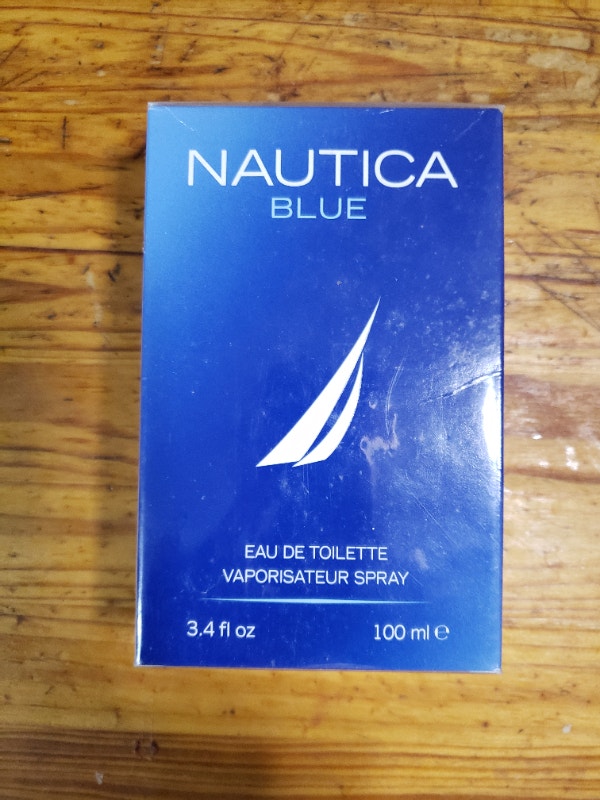 NAUTICA
BLUE
EAU DE TOILETTE
VAPORISATEUR SPRAY
3.4 fl oz 100 ml ℮